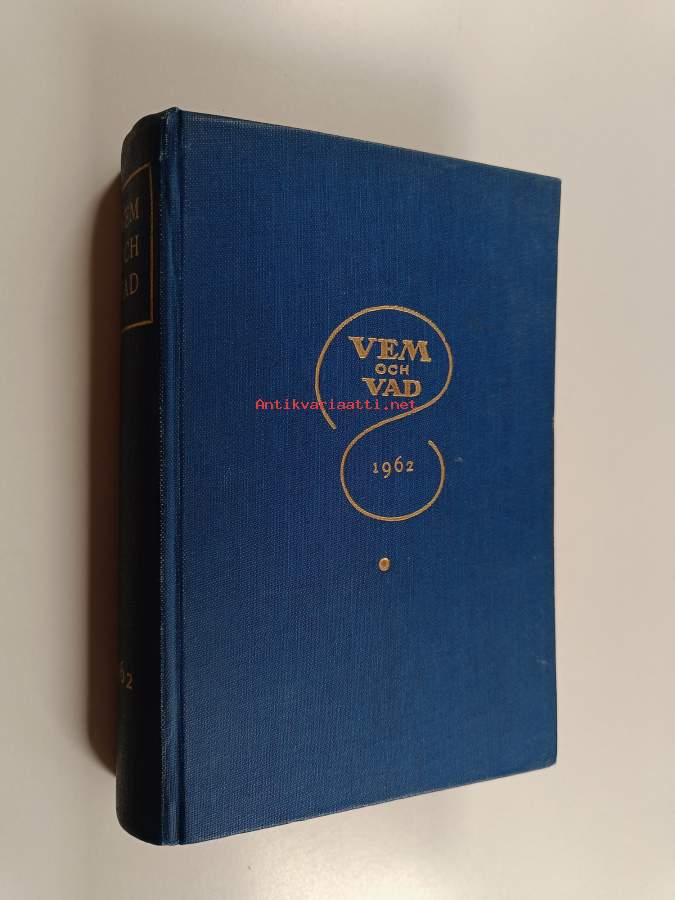 VEM
OCH
VAD
1962
Antikvariaatti.net